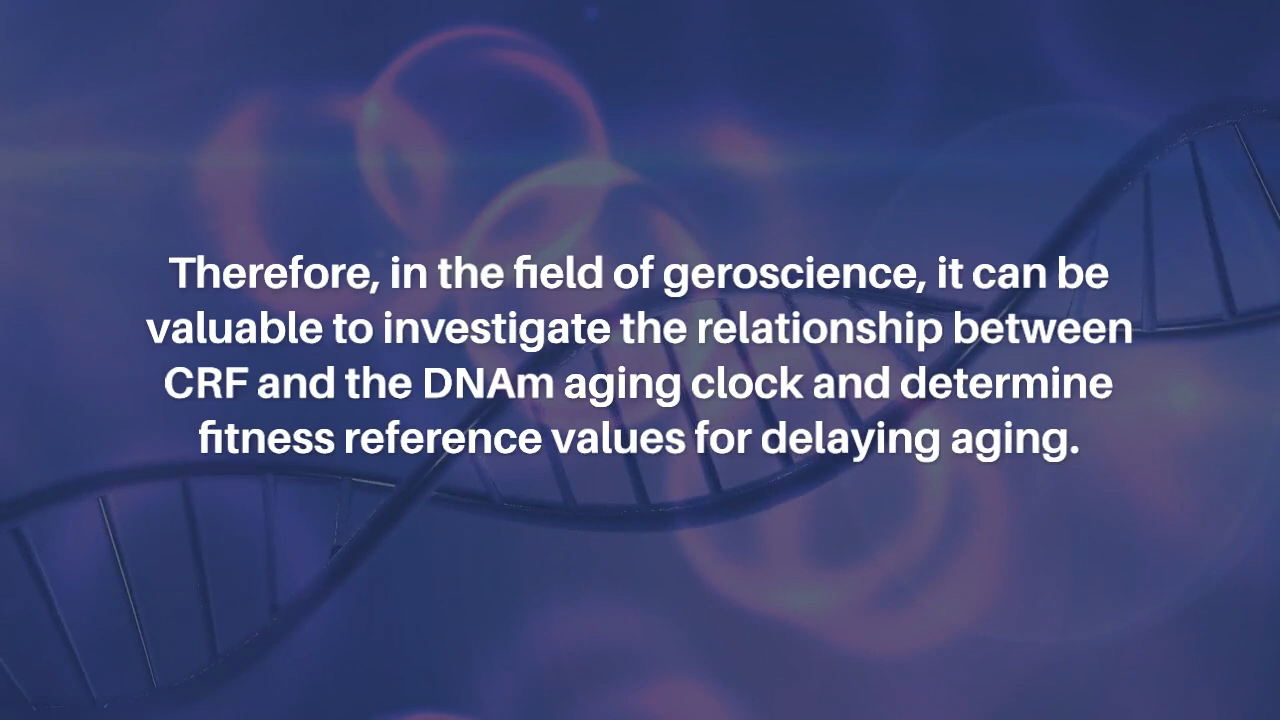 Therefore, in the field of geroscience, it can be
valuable to investigate the relationship between
CRF and the DNAm aging clock and determine
fitness reference values for delaying aging.